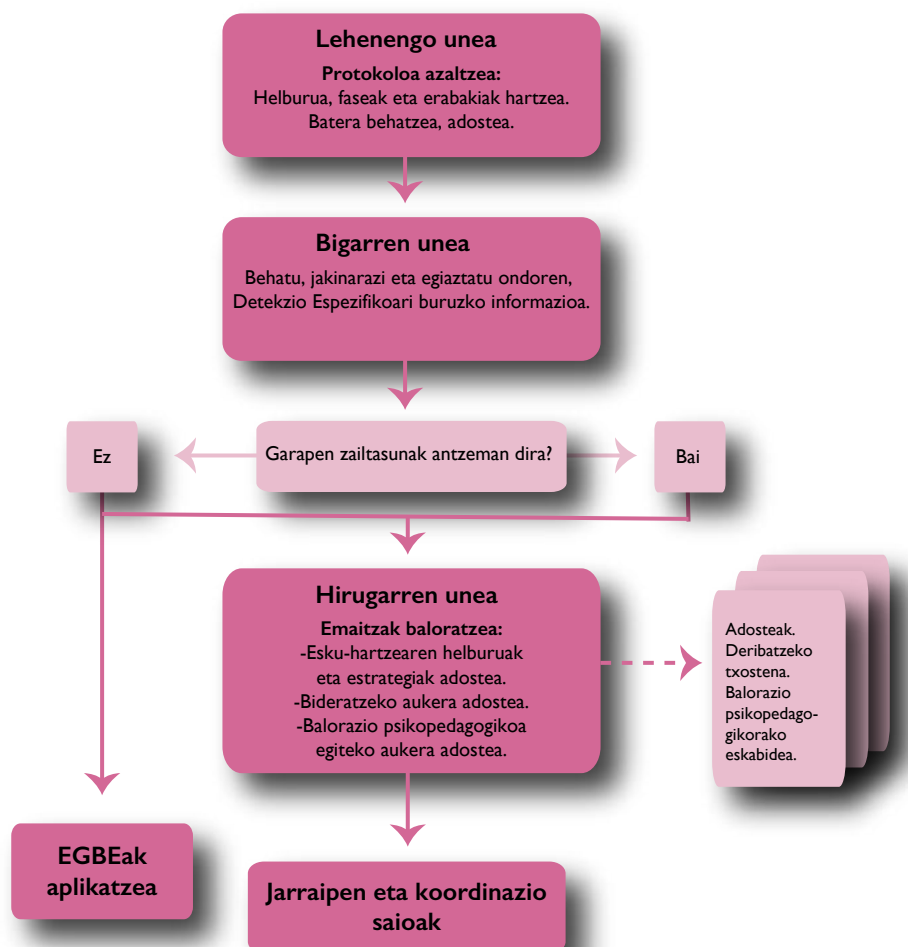 Lehenengo unea
Protokoloa azaltzea:
Helburua, faseak eta erabakiak hartzea.
Batera behatzea, adostea.
Bigarren unea
Behatu, jakinarazi eta egiaztatu ondoren,
Detekzio Espezifikoari buruzko informazioa.
Ez
Garapen zailtasunak antzeman dira?
Bai
Hirugarren unea
Emaitzak baloratzea:
-Esku-hartzearen helburuak
eta estrategiak adostea.
-Bideratzeko aukera adostea.
-Balorazio psikopedagogikoa
egiteko aukera adostea.
Adosteak.
Deribatzeko
txostena.
Balorazio
psikopedago-
gikorako
eskabidea.
EGBEak
aplikatzea
Jarraipen eta koordinazio
saioak